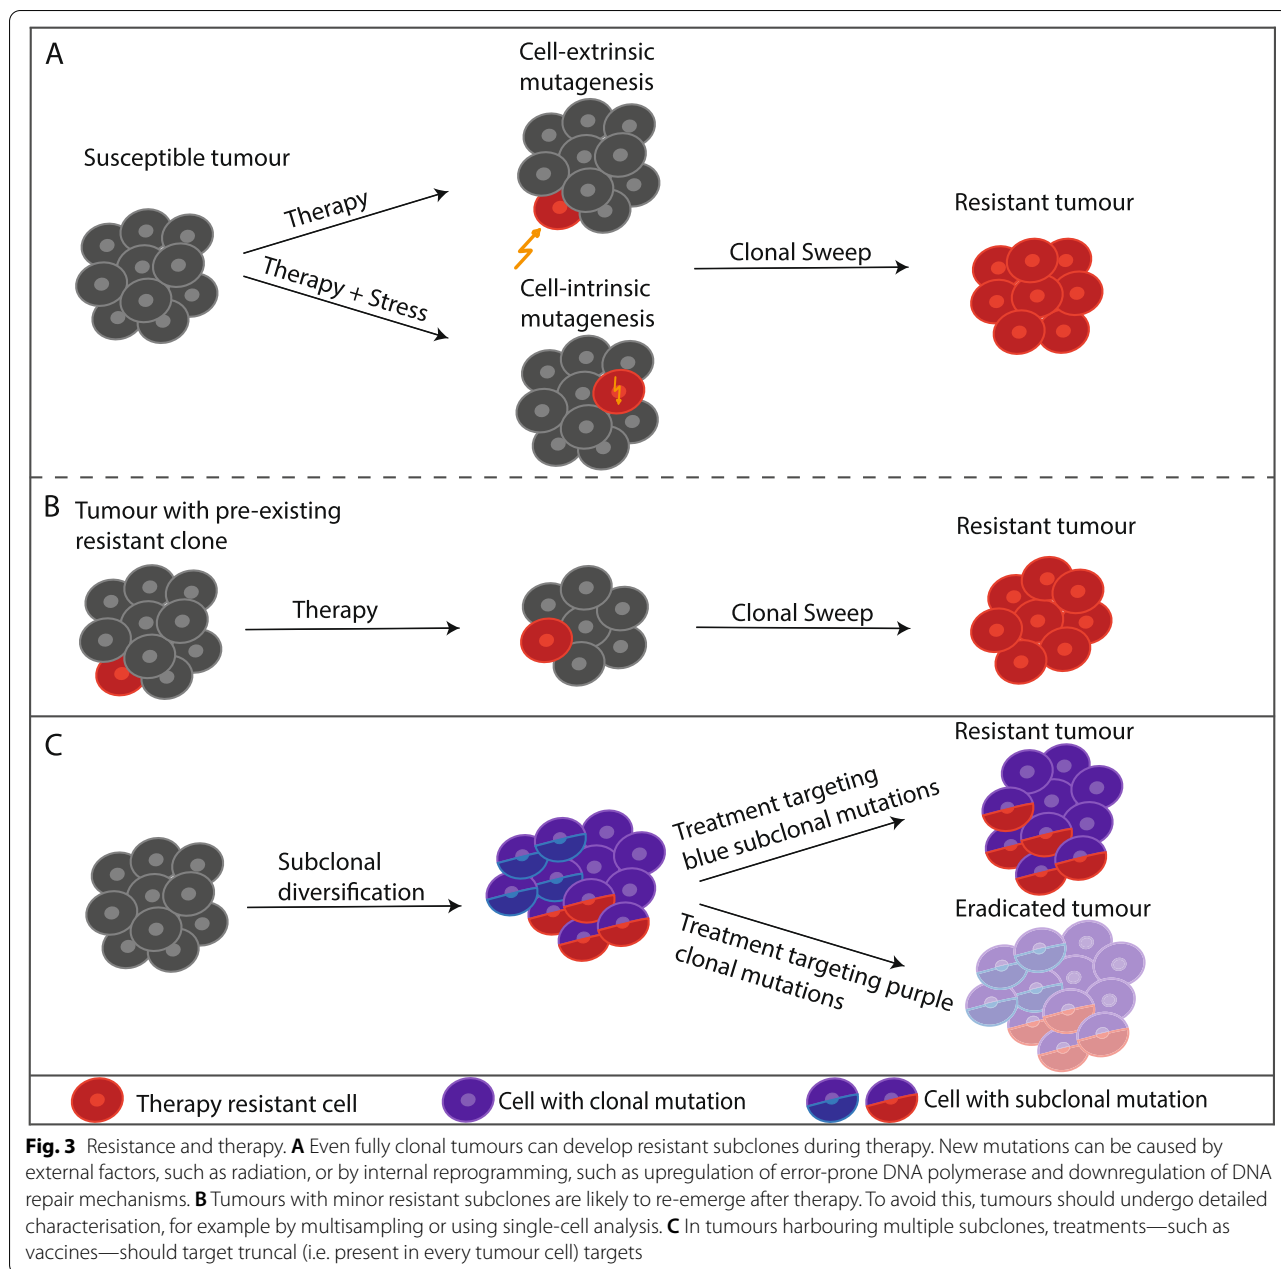 A
Susceptible tumour
Therapy
Therapy + Stress
Cell-extrinsic
mutagenesis
Cell-intrinsic
mutagenesis
Clonal Sweep
Resistant tumour
B
Tumour with pre-existing
resistant clone
Therapy
Clonal Sweep
Resistant tumour
C
Subclonal
diversification
Treatment targeting
blue subclonal mutations
Treatment targeting purple
clonal mutations
Resistant tumour
Eradicated tumour
Therapy resistant cell
Cell with clonal mutation
Cell with subclonal mutation
Fig. 3 Resistance and therapy. A Even fully clonal tumours can develop resistant subclones during therapy. New mutations can be caused by
external factors, such as radiation, or by internal reprogramming, such as upregulation of error-prone DNA polymerase and downregulation of DNA
repair mechanisms. B Tumours with minor resistant subclones are likely to re-emerge after therapy. To avoid this, tumours should undergo detailed
characterisation, for example by multisampling or using single-cell analysis. C In tumours harbouring multiple subclones, treatments—such as
vaccines—should target truncal (i.e. present in every tumour cell) targets